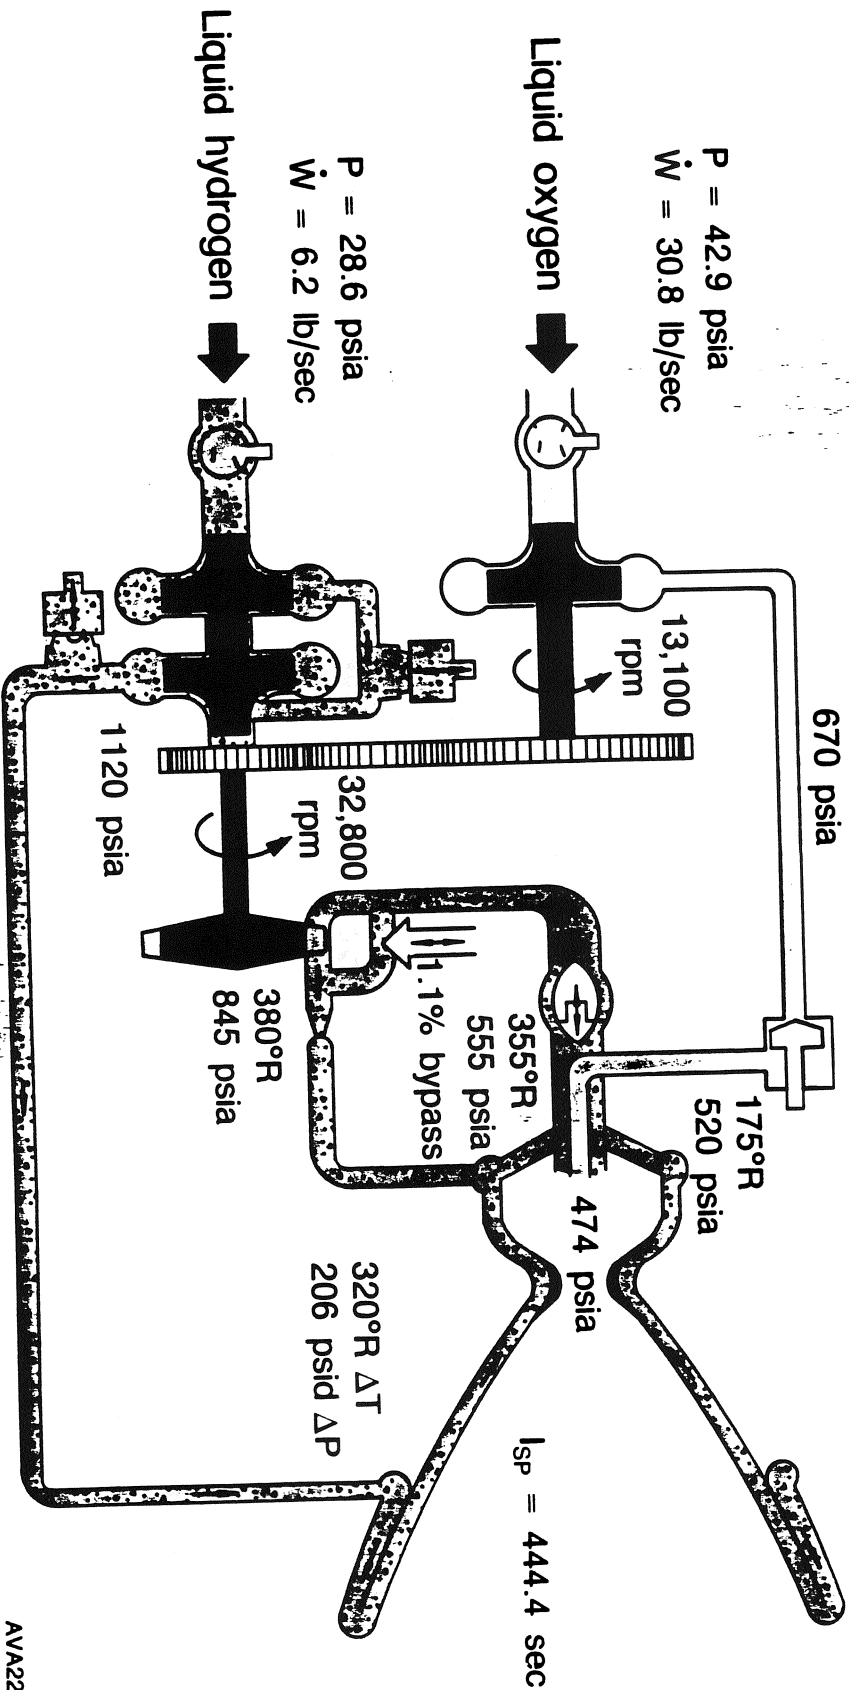 Liquid oxygen
P = 42.9 psia
Ẇ = 30.8 lb/sec
670 psia
13,100
rpm
175°R
520 psia
Liquid hydrogen
P = 28.6 psia
Ẇ = 6.2 lb/sec
1120 psia
32,800
rpm
1.1% bypass
355°R
555 psia
380°R
845 psia
474 psia
320°R ΔT
206 psid ΔP
ISP = 444.4 sec